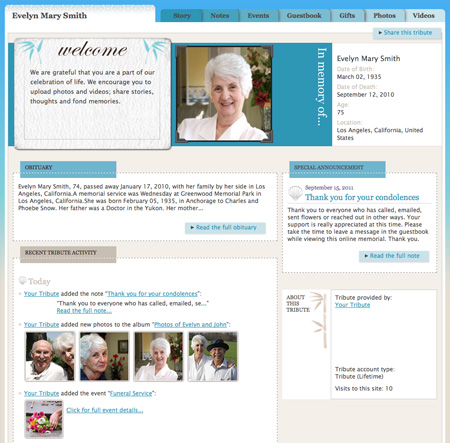 Evelyn Mary Smith
Story Notes Events Guestbook Gifts Photos Videos
Share this tribute
welcome
We are grateful that you are a part of our
celebration of life. We encourage you to
upload photos and videos; share stories,
thoughts and fond memories.
In memory of...
Evelyn Mary Smith
Date of Birth:
March 02, 1935
Date of Death:
September 12, 2010
Age:
75
Location:
Los Angeles, California, United
States
OBITUARY
Evelyn Mary Smith, 74, passed away January 17, 2010, with her family by her side in Los
Angeles, California.A memorial service was Wednesday at Greenwood Memorial Park in
Los Angeles, California.She was born February 05, 1935, in Anchorage to Charles and
Phoebe Snow. Her father was a Doctor in the Yukon. Her mother...
Read the full obituary
SPECIAL ANNOUNCEMENT
September 15, 2011
Thank you for your condolences
Thank you to everyone who has called, emailed,
sent flowers or reached out in other ways. Your
support is really appreciated at this time. Please
take the time to leave a message in the guestbook
while viewing this online memorial. Thank you.
Read the full note
RECENT TRIBUTE ACTIVITY
Today
Your Tribute added the note "Thank you for your condolences":
"Thank you to everyone who has called, emailed, se..."
Read the full note...
Your Tribute added new photos to the album "Photos of Evelyn and John":
Your Tribute added the event "Funeral Service":
Click for full event details...
ABOUT
THIS
TRIBUTE
Tribute provided by:
Your Tribute
Tribute account type:
Tribute (Lifetime)
Visits to this site: 10